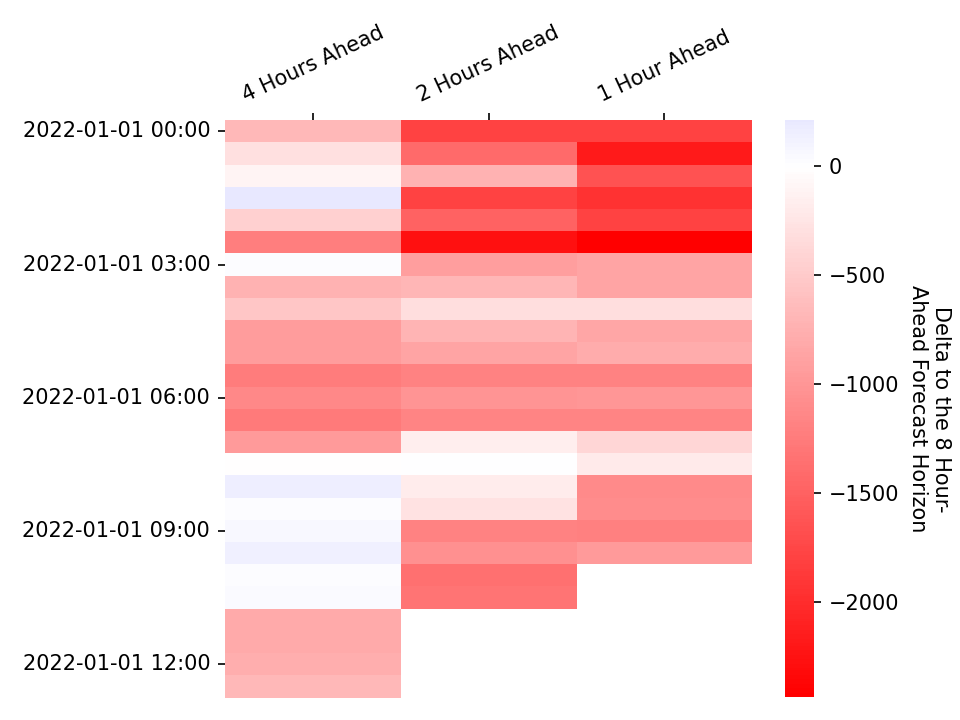 4 Hours Ahead
2 Hours Ahead
1 Hour Ahead
2022-01-01 00:00
2022-01-01 03:00
2022-01-01 06:00
2022-01-01 09:00
2022-01-01 12:00
0
−500
−1000
−1500
−2000
Delta to the 8 Hour-
Ahead Forecast Horizon